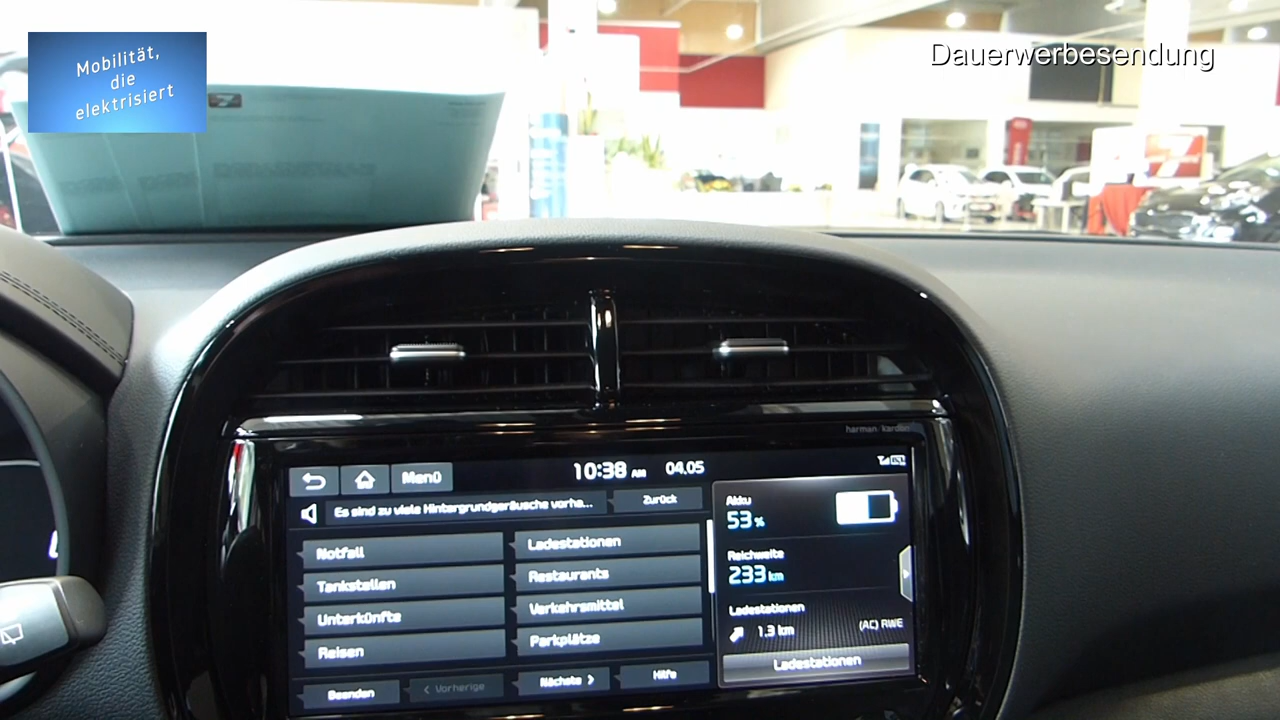 Mobilität,
die
elektrisiert
Dauerwerbesendung
harman/kardon
Menü
10:38 AM 04.05
Es sind zu viele Hintergrundgeräusche vorha...
Zurück
Notfall
Ladestationen
Tankstellen
Restaurants
Unterkünfte
Verkehrsmittel
Reisen
Parkplätze
Beenden
< Vorherige
Nächste >
Hilfe
Akku
53 %
Reichweite
233 km
Ladestationen
1.3 km (AC) RWE
Ladestationen